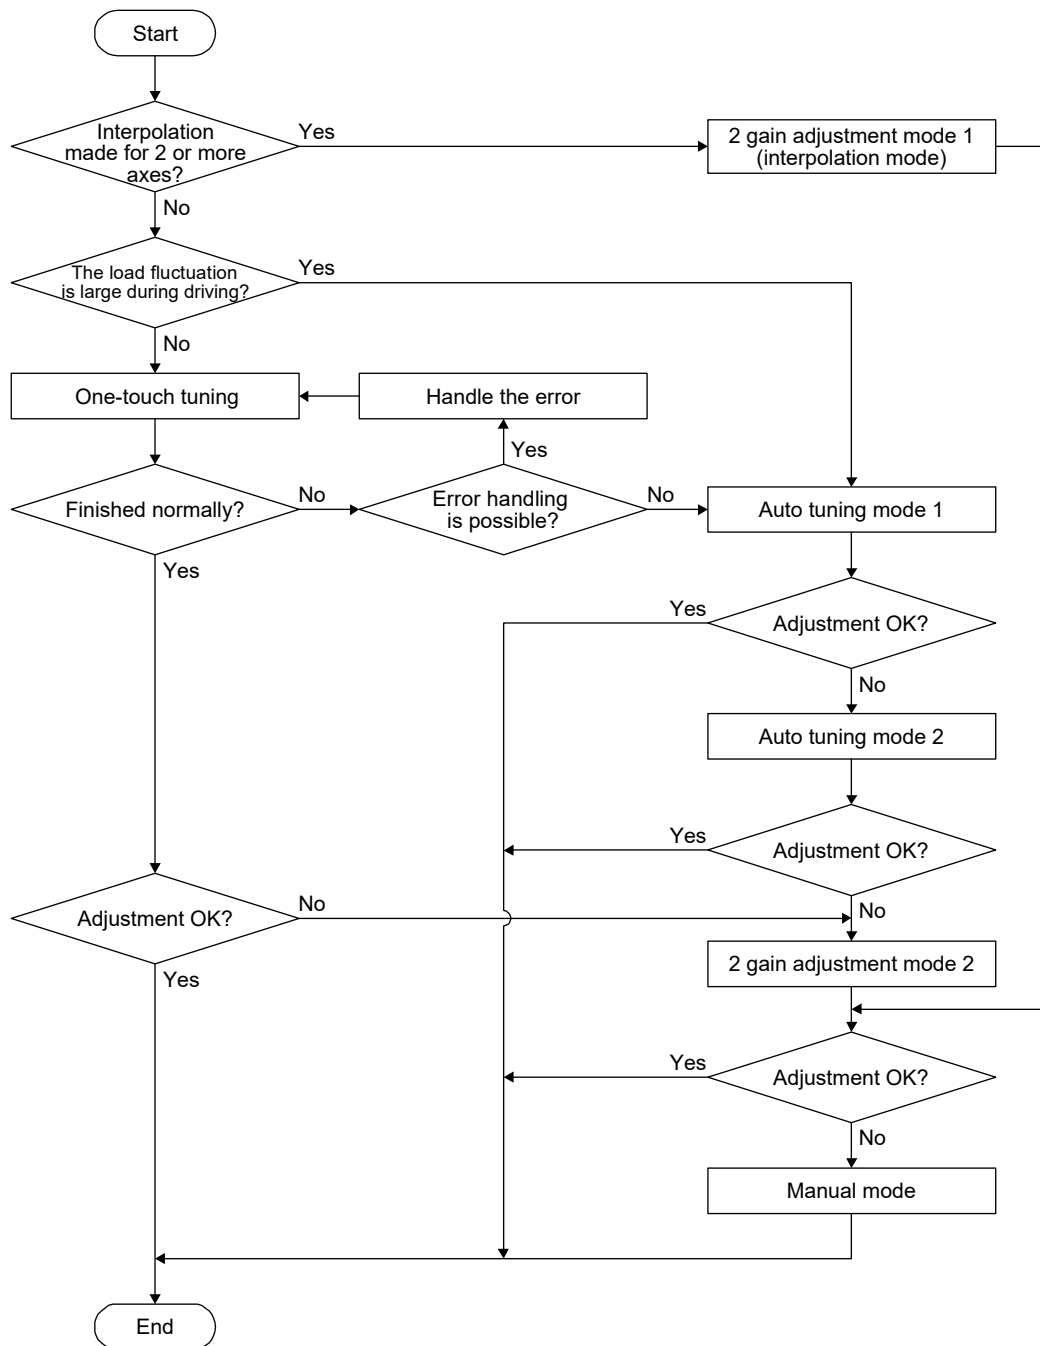 Start
Interpolation
made for 2 or more
axes?
Yes
2 gain adjustment mode 1
(interpolation mode)
No
The load fluctuation
is large during driving?
Yes
No
One-touch tuning
Handle the error
Yes
Finished normally?
No
Error handling
is possible?
No
Auto tuning mode 1
Yes
Yes
Adjustment OK?
No
Auto tuning mode 2
Yes
Adjustment OK?
Adjustment OK?
No
No
2 gain adjustment mode 2
Yes
Yes
Adjustment OK?
No
Manual mode
End